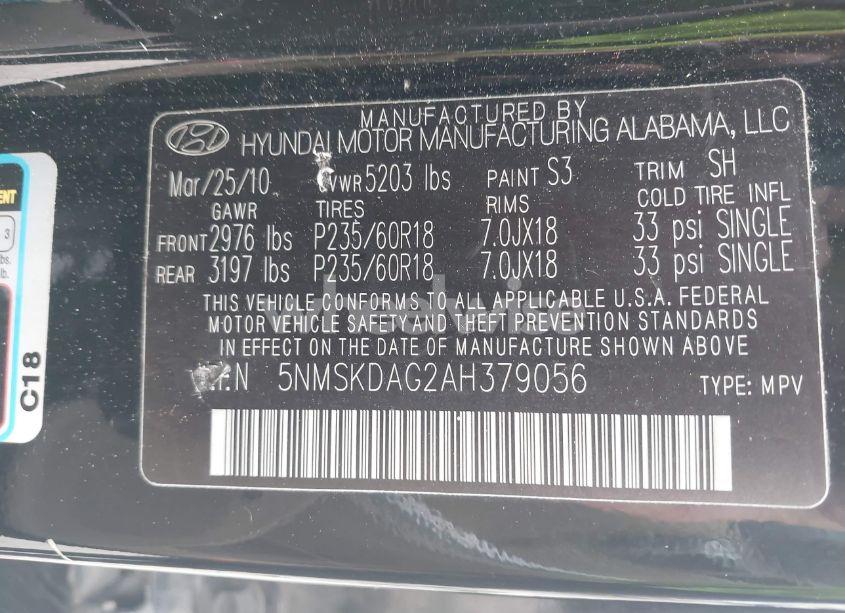 MANUFACTURED BY
HYUNDAI MOTOR MANUFACTURING ALABAMA, LLC
Mar/25/10 GVWR 5203 lbs PAINT S3 TRIM SH
GAWR TIRES RIMS COLD TIRE INFL
FRONT 2976 lbs P235/60R18 7.0JX18 33 psi SINGLE
REAR 3197 lbs P235/60R18 7.0JX18 33 psi SINGLE
THIS VEHICLE CONFORMS TO ALL APPLICABLE U.S.A. FEDERAL
MOTOR VEHICLE SAFETY AND THEFT PREVENTION STANDARDS
IN EFFECT ON THE DATE OF MANUFACTURE SHOWN ABOVE
V.I.N 5NMSKDAG2AH379056 TYPE: MPV
C18
3
lb.